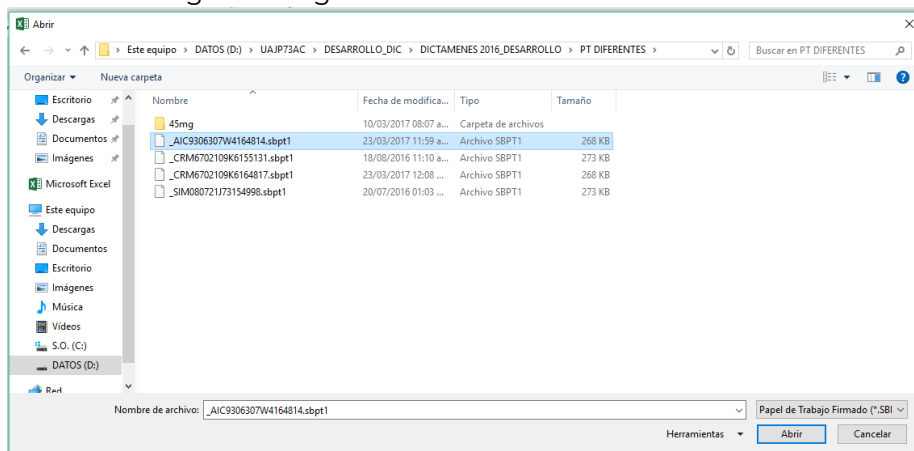 Abrir
Este equipo > DATOS (D:) > UAJP73AC > DESARROLLO_DIC > DICTAMENES 2016_DESARROLLO > PT DIFERENTES >
Buscar en PT DIFERENTES
Organizar Nueva carpeta
Escritorio
Descargas
Documentos
Imágenes
Microsoft Excel
Este equipo
Descargas
Documentos
Escritorio
Imágenes
Música
Vídeos
S.O. (C:)
DATOS (D:)
Red
Nombre Fecha de modifica... Tipo Tamaño
45mg 10/03/2017 08:07 a... Carpeta de archivos
_AIC9306307W4164814.sbpt1 23/03/2017 11:59 a... Archivo SBPT1 268 KB
_CRM6702109K6155131.sbpt1 18/08/2016 11:10 a... Archivo SBPT1 273 KB
_CRM6702109K6164817.sbpt1 23/03/2017 12:08 ... Archivo SBPT1 268 KB
_SIM080721J73154998.sbpt1 20/07/2016 01:03 ... Archivo SBPT1 273 KB
Nombre de archivo: _AIC9306307W4164814.sbpt1
Papel de Trabajo Firmado (*.SBI
Herramientas Abrir Cancelar